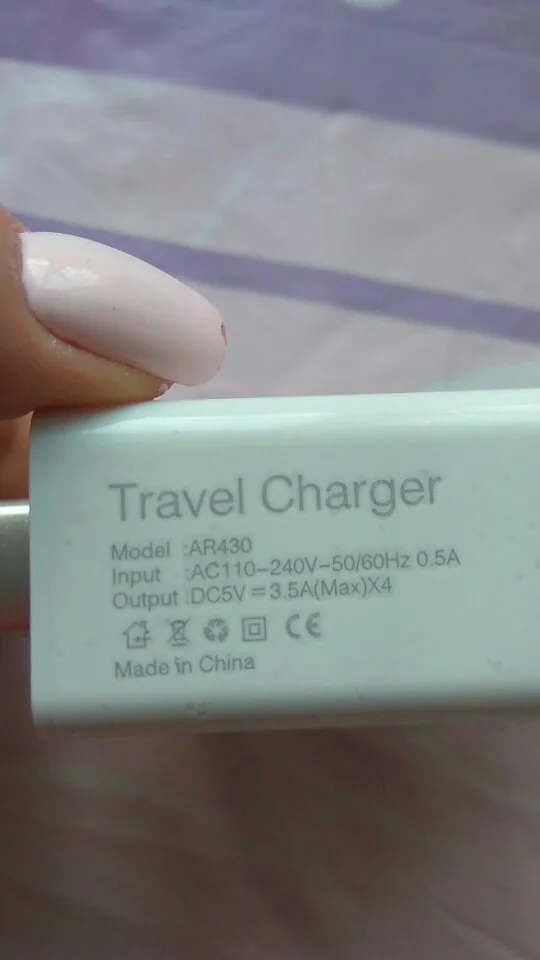 Travel Charger
Model :AR430
Input :AC110-240V~50/60Hz 0.5A
Output :DC5V⎓3.5A(Max)X4
CE
Made in China